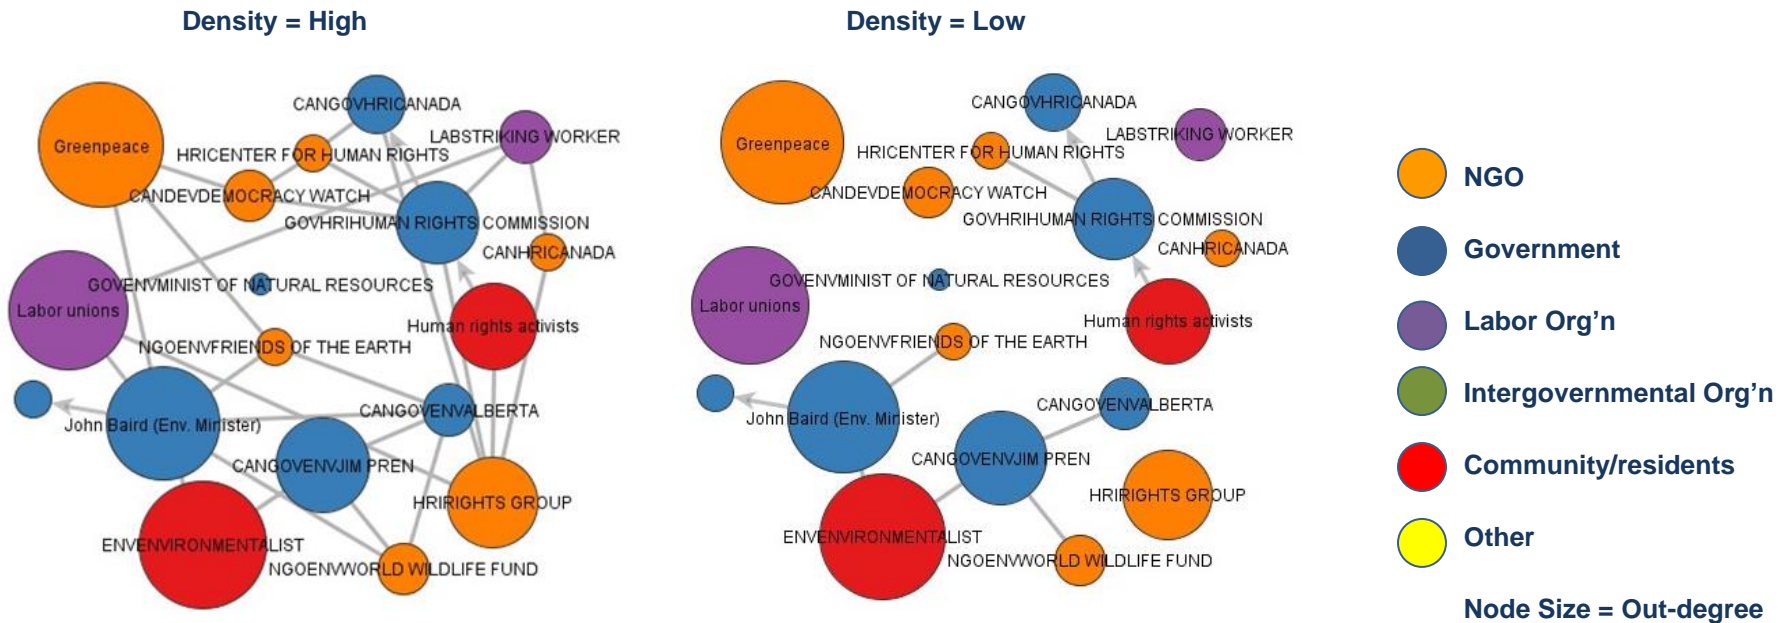 Density = High
CANGOVHRICANADA
LABSTRIKING WORKER
Greenpeace
HRICENTER FOR HUMAN RIGHTS
CANDEVDEMOCRACY WATCH
GOVHRIHUMAN RIGHTS COMMISSION
CANHRICANADA
GOVENVMINIST OF NATURAL RESOURCES
Labor unions
Human rights activists
NGOENVFRIENDS OF THE EARTH
CANGOVENVALBERTA
John Baird (Env. Minister)
CANGOVENVJIM PREN
HRIRIGHTS GROUP
ENVENVIRONMENTALIST
NGOENVWORLD WILDLIFE FUND
Density = Low
CANGOVHRICANADA
LABSTRIKING WORKER
Greenpeace
HRICENTER FOR HUMAN RIGHTS
CANDEVDEMOCRACY WATCH
GOVHRIHUMAN RIGHTS COMMISSION
CANHRICANADA
GOVENVMINIST OF NATURAL RESOURCES
Labor unions
Human rights activists
NGOENVFRIENDS OF THE EARTH
CANGOVENVALBERTA
John Baird (Env. Minister)
CANGOVENVJIM PREN
HRIRIGHTS GROUP
ENVENVIRONMENTALIST
NGOENVWORLD WILDLIFE FUND
NGO
Government
Labor Org’n
Intergovernmental Org’n
Community/residents
Other
Node Size = Out-degree